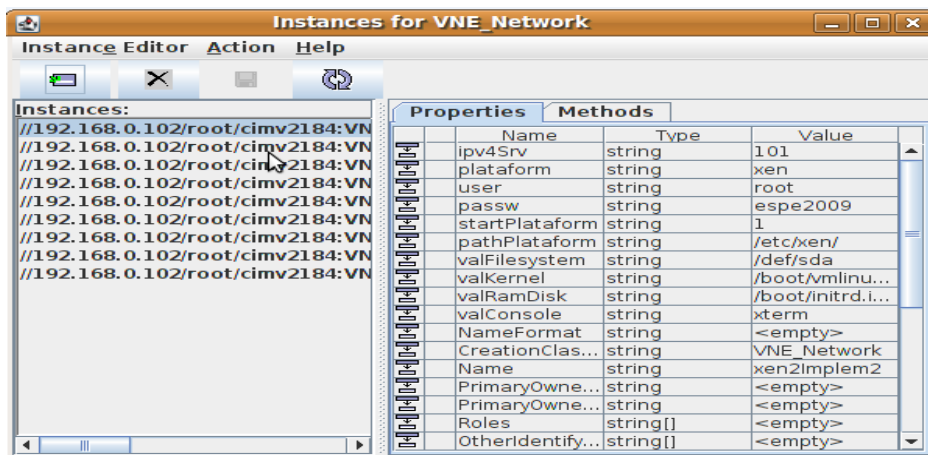 Instances for VNE_Network
Instance Editor Action Help
Instances:
//192.168.0.102/root/cimv2184:VN
//192.168.0.102/root/cimv2184:VN
//192.168.0.102/root/cimv2184:VN
//192.168.0.102/root/cimv2184:VN
//192.168.0.102/root/cimv2184:VN
//192.168.0.102/root/cimv2184:VN
//192.168.0.102/root/cimv2184:VN
//192.168.0.102/root/cimv2184:VN
//192.168.0.102/root/cimv2184:VN
Properties Methods
Name Type Value
ipv4Srv string 101
plataform string xen
user string root
passw string espe2009
startPlataform string 1
pathPlataform string /etc/xen/
valFilesystem string /def/sda
valKernel string /boot/vmlinu...
valRamDisk string /boot/initrd.i...
valConsole string xterm
NameFormat string <empty>
CreationClas... string VNE_Network
Name string xen2Implem2
PrimaryOwne... string <empty>
PrimaryOwne... string <empty>
Roles string[] <empty>
OtherIdentify... string[] <empty>